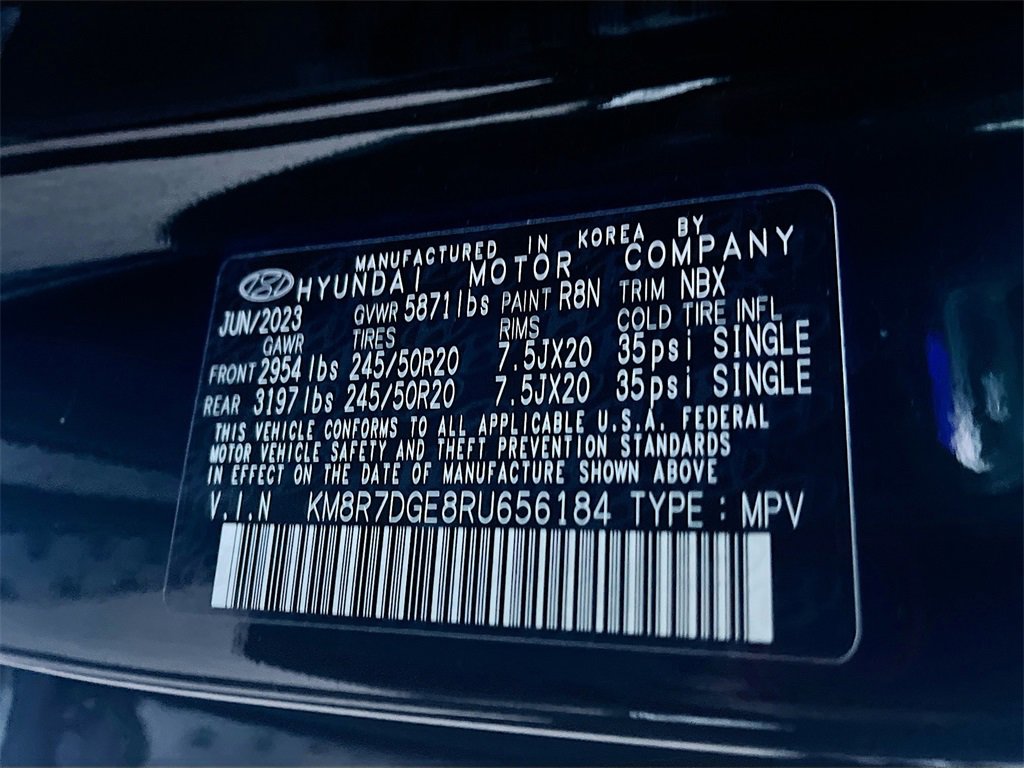 MANUFACTURED IN KOREA BY
HYUNDAI MOTOR COMPANY
JUN/2023 GVWR 5871lbs PAINT R8N TRIM NBX
GAWR TIRES RIMS COLD TIRE INFL
FRONT 2954lbs 245/50R20 7.5JX20 35psi SINGLE
REAR 3197lbs 245/50R20 7.5JX20 35psi SINGLE
THIS VEHICLE CONFORMS TO ALL APPLICABLE U.S.A. FEDERAL
MOTOR VEHICLE SAFETY AND THEFT PREVENTION STANDARDS
IN EFFECT ON THE DATE OF MANUFACTURE SHOWN ABOVE
V.I.N KM8R7DGE8RU656184 TYPE : MPV